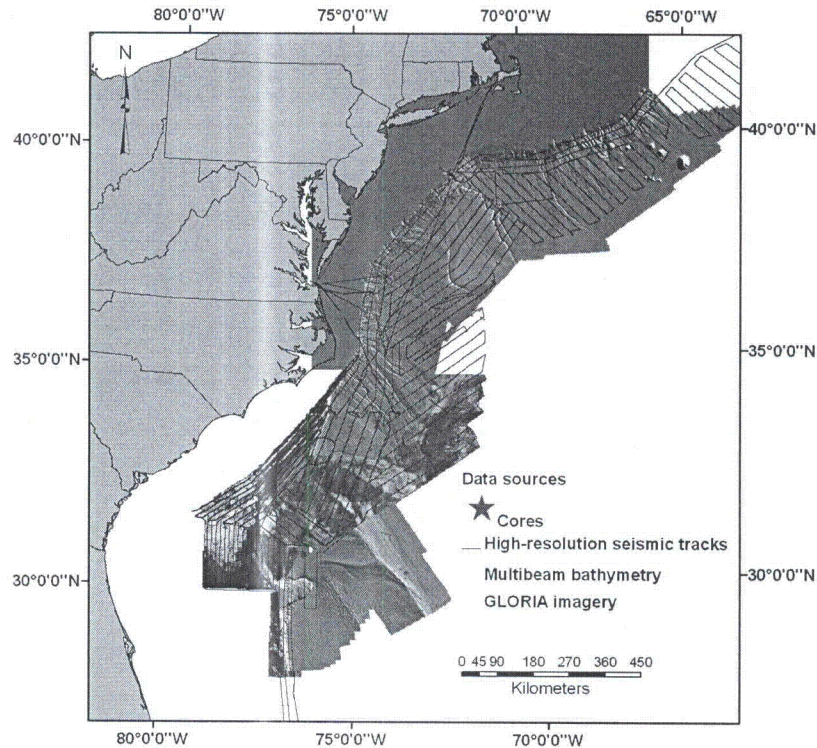 80°0'0"W 75°0'0"W 70°0'0"W 65°0'0"W
N
40°0'0"N 40°0'0"N
35°0'0"N 35°0'0"N
Data sources
Cores
High-resolution seismic tracks
30°0'0"N 30°0'0"N
Multibeam bathymetry
GLORIA imagery
0 45 90 180 270 360 450
Kilometers
80°0'0"W 75°0'0"W 70°0'0"W